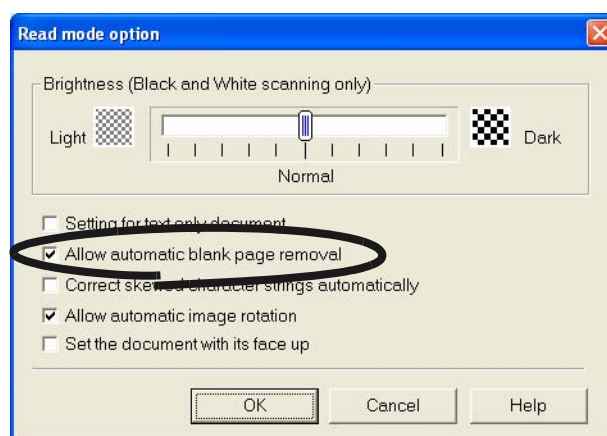 Read mode option
Brightness (Black and White scanning only)
Light
Dark
Normal
Setting for text only document
Allow automatic blank page removal
Correct skewed character strings automatically
Allow automatic image rotation
Set the document with its face up
OK Cancel Help